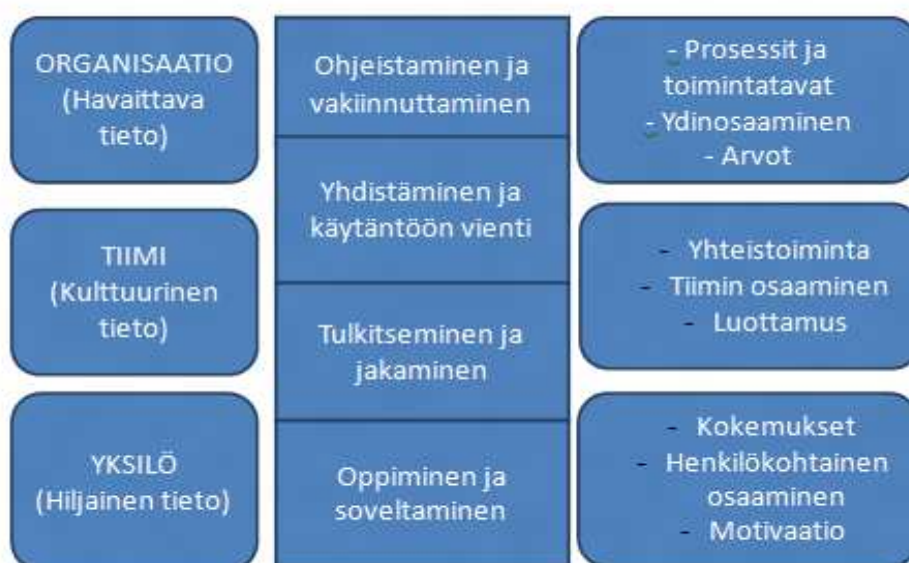 ORGANISAATIO
(Havaittava
tieto)
Ohjeistaminen ja
vakiinnuttaminen
- Prosessit ja
toimintatavat
- Ydinosaaminen
- Arvot
TIIMI
(Kulttuurinen
tieto)
Yhdistäminen ja
käytäntöön vienti
- Yhteistoiminta
- Tiimin osaaminen
- Luottamus
Tulkitseminen ja
jakaminen
YKSILÖ
(Hiljainen tieto)
Oppiminen ja
soveltaminen
- Kokemukset
- Henkilökohtainen
osaaminen
- Motivaatio